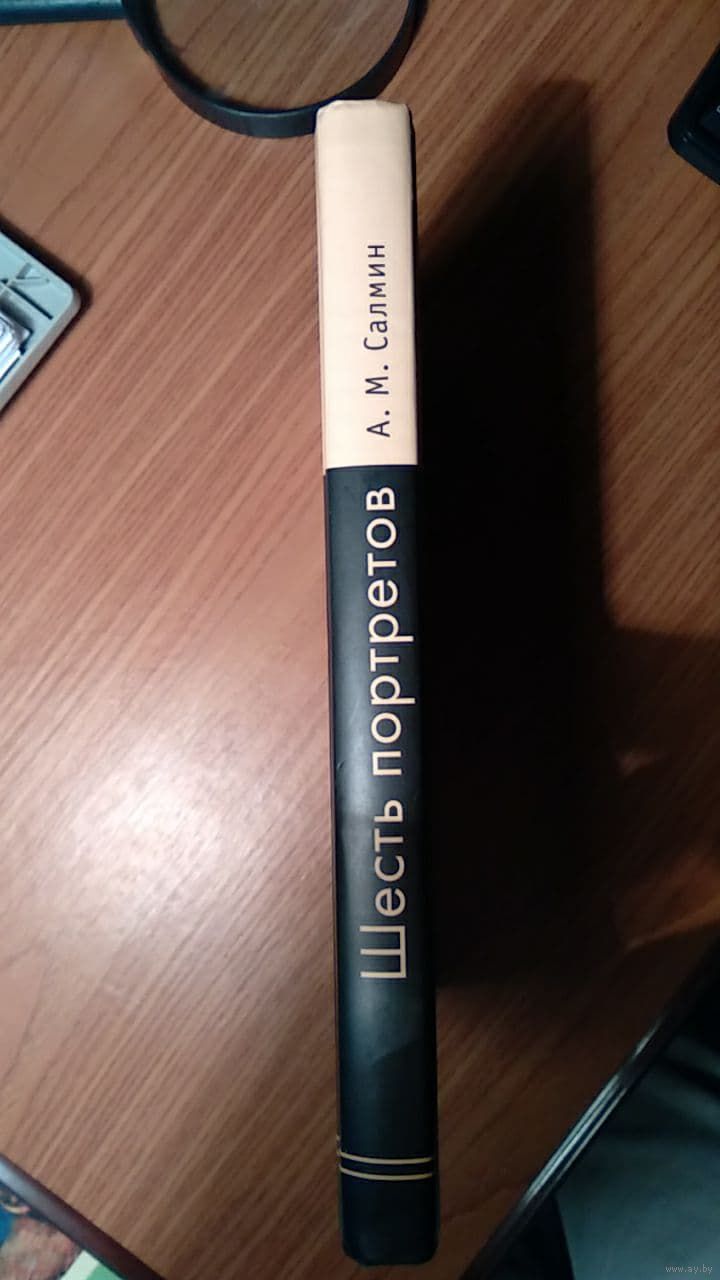 А. М. Салмин
Шесть портретов
www.ay.by